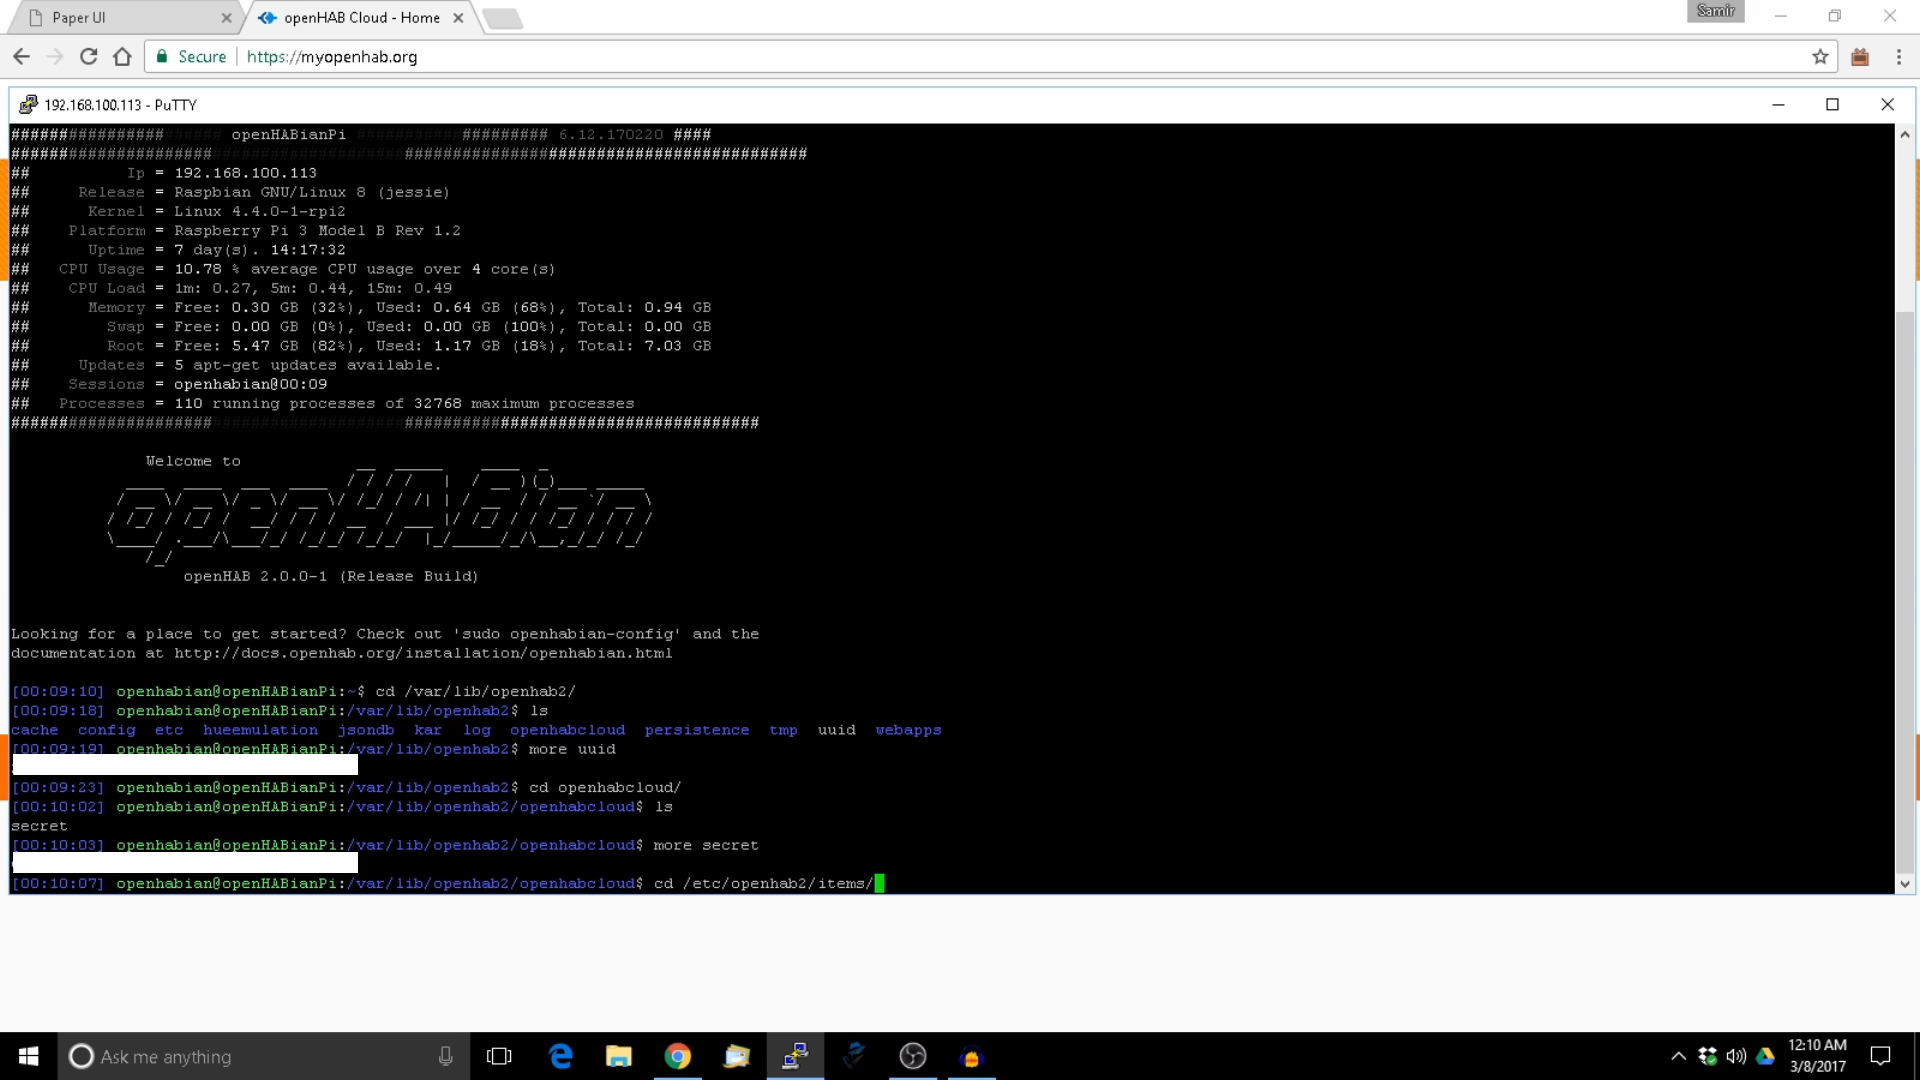 Paper UI
openHAB Cloud - Home
Samir
Secure
https://myopenhab.org
192.168.100.113 - PuTTY
################ ###### openHABianPi ########### ######### 6.12.170220 ####
###################################################################################
## Ip = 192.168.100.113
## Release = Raspbian GNU/Linux 8 (jessie)
## Kernel = Linux 4.4.0-1-rpi2
## Platform = Raspberry Pi 3 Model B Rev 1.2
## Uptime = 7 day(s). 14:17:32
## CPU Usage = 10.78 % average CPU usage over 4 core(s)
## CPU Load = 1m: 0.27, 5m: 0.44, 15m: 0.49
## Memory = Free: 0.30 GB (32%), Used: 0.64 GB (68%), Total: 0.94 GB
## Swap = Free: 0.00 GB (0%), Used: 0.00 GB (100%), Total: 0.00 GB
## Root = Free: 5.47 GB (82%), Used: 1.17 GB (18%), Total: 7.03 GB
## Updates = 5 apt-get updates available.
## Sessions = openhabian@00:09
## Processes = 110 running processes of 32768 maximum processes
##############################################################################
Welcome to
openHABian
openHAB 2.0.0-1 (Release Build)
Looking for a place to get started? Check out 'sudo openhabian-config' and the
documentation at http://docs.openhab.org/installation/openhabian.html
[00:09:10] openhabian@openHABianPi:~$ cd /var/lib/openhab2/
[00:09:18] openhabian@openHABianPi:/var/lib/openhab2$ ls
cache config etc hueemulation jsondb kar log openhabcloud persistence tmp uuid webapps
[00:09:19] openhabian@openHABianPi:/var/lib/openhab2$ more uuid
[00:09:23] openhabian@openHABianPi:/var/lib/openhab2$ cd openhabcloud/
[00:10:02] openhabian@openHABianPi:/var/lib/openhab2/openhabcloud$ ls
secret
[00:10:03] openhabian@openHABianPi:/var/lib/openhab2/openhabcloud$ more secret
[00:10:07] openhabian@openHABianPi:/var/lib/openhab2/openhabcloud$ cd /etc/openhab2/items/
Ask me anything
12:10 AM
3/8/2017